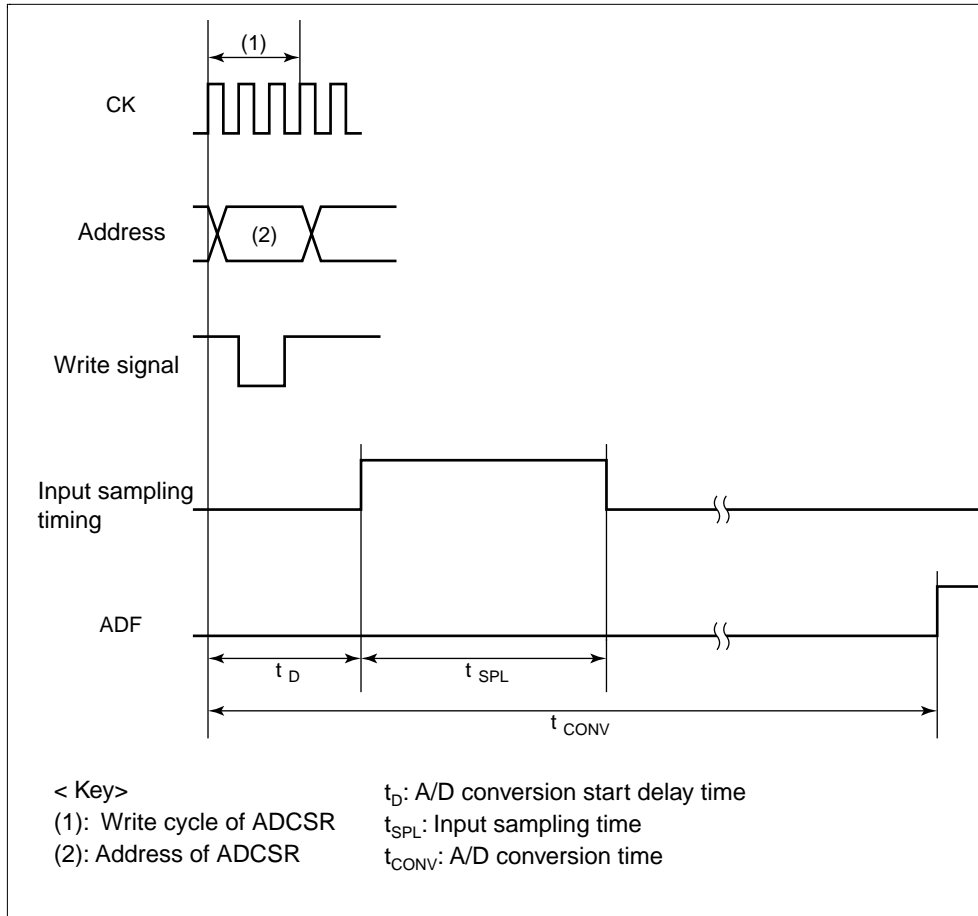 (1)
CK
Address
(2)
Write signal
Input sampling
timing
ADF
t D
t SPL
t CONV
< Key>
(1): Write cycle of ADCSR
(2): Address of ADCSR
tD: A/D conversion start delay time
tSPL: Input sampling time
tCONV: A/D conversion time